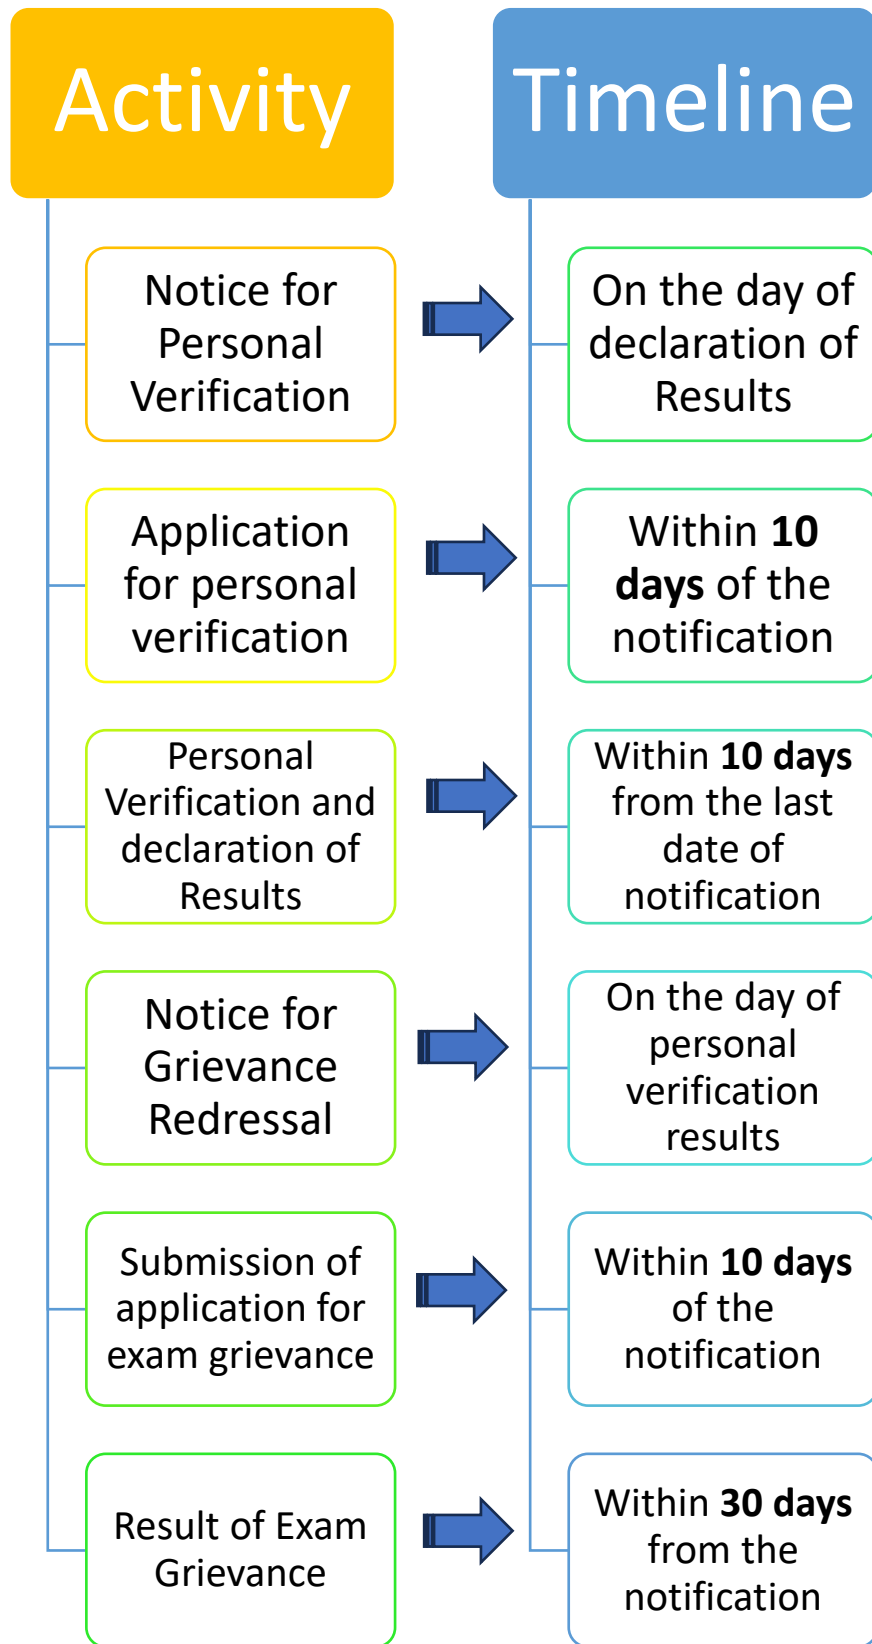 Activity
Timeline
Notice for
Personal
Verification
On the day of
declaration of
Results
Application
for personal
verification
Within 10
days of the
notification
Personal
Verification and
declaration of
Results
Within 10 days
from the last
date of
notification
Notice for
Grievance
Redressal
On the day of
personal
verification
results
Submission of
application for
exam grievance
Within 10 days
of the
notification
Result of Exam
Grievance
Within 30 days
from the
notification